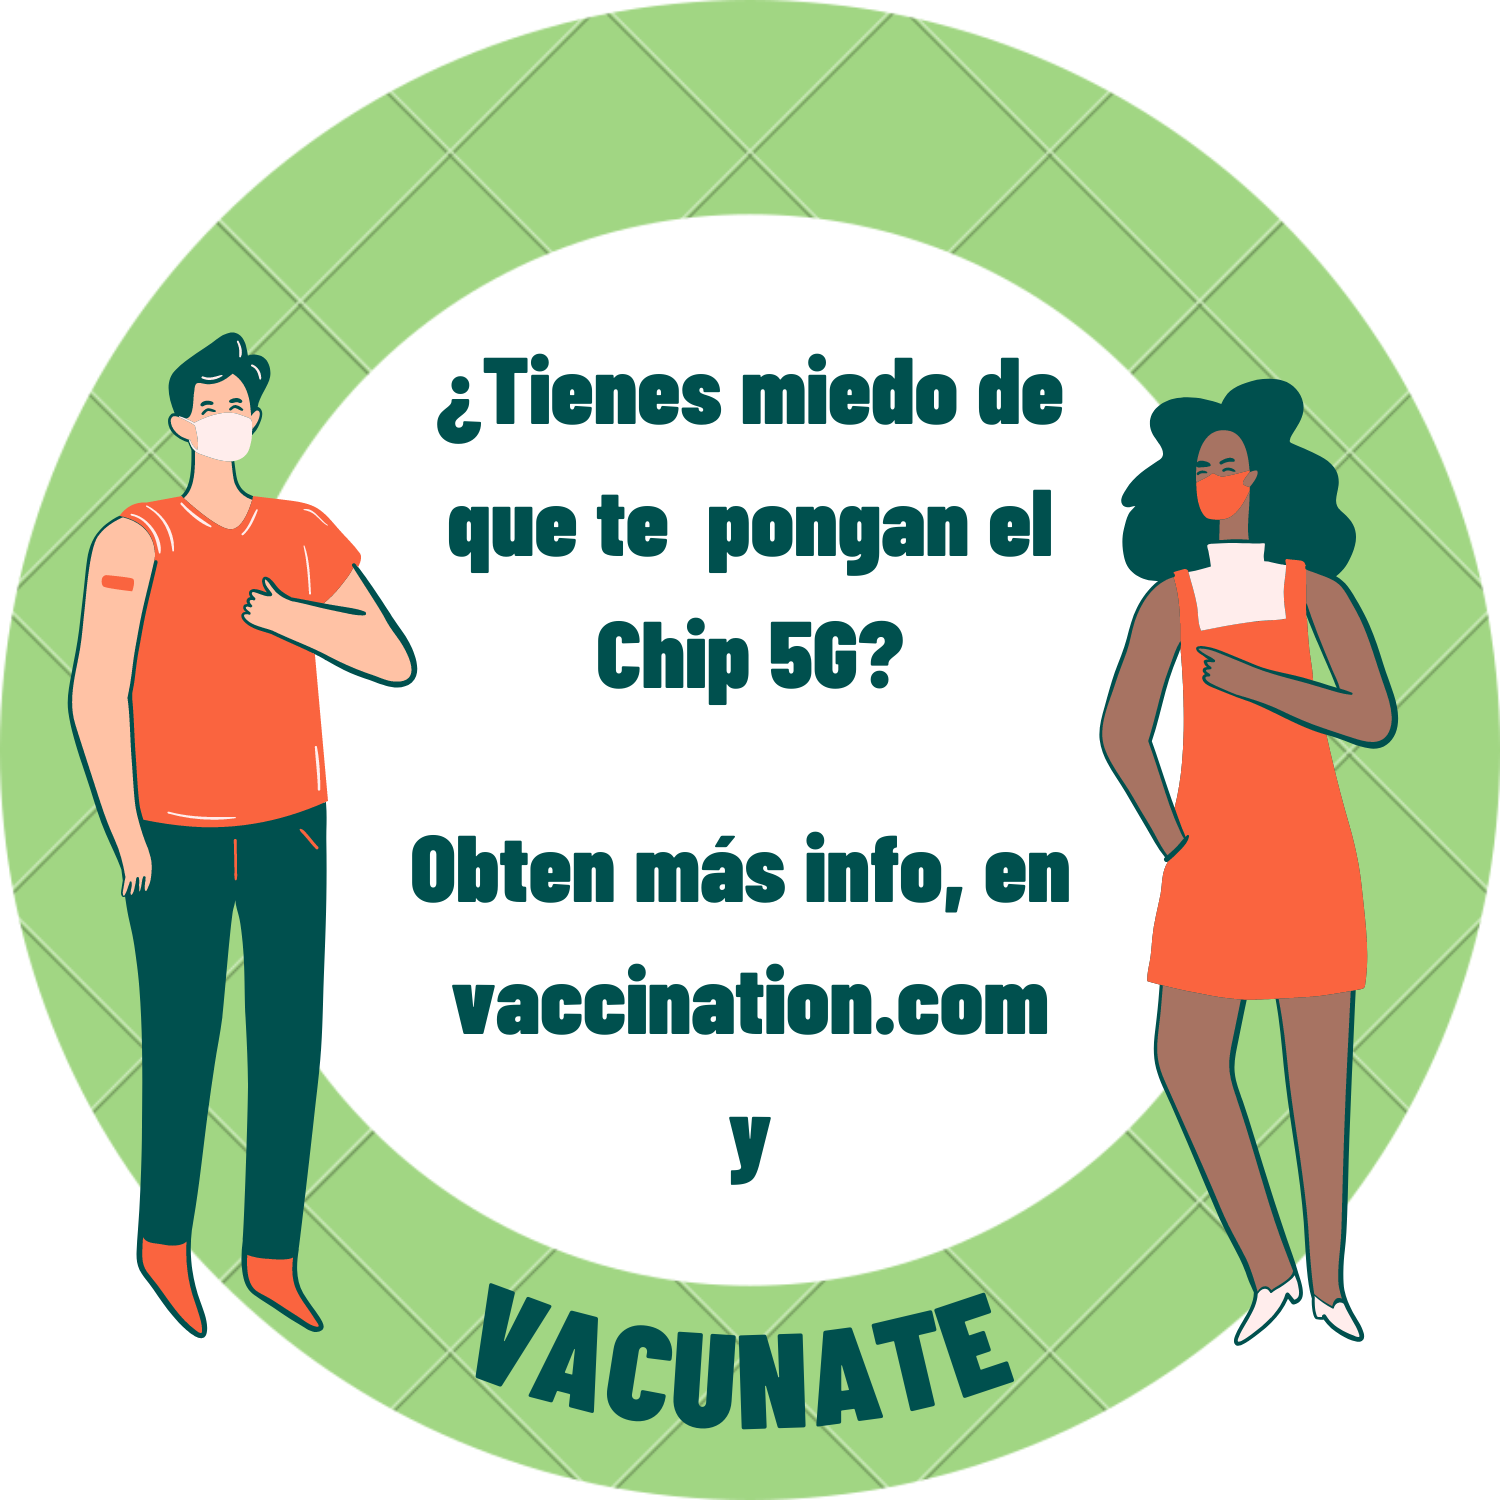 ¿Tienes miedo de
que te pongan el
Chip 5G?
Obten más info, en
vaccination.com
y
VACUNATE